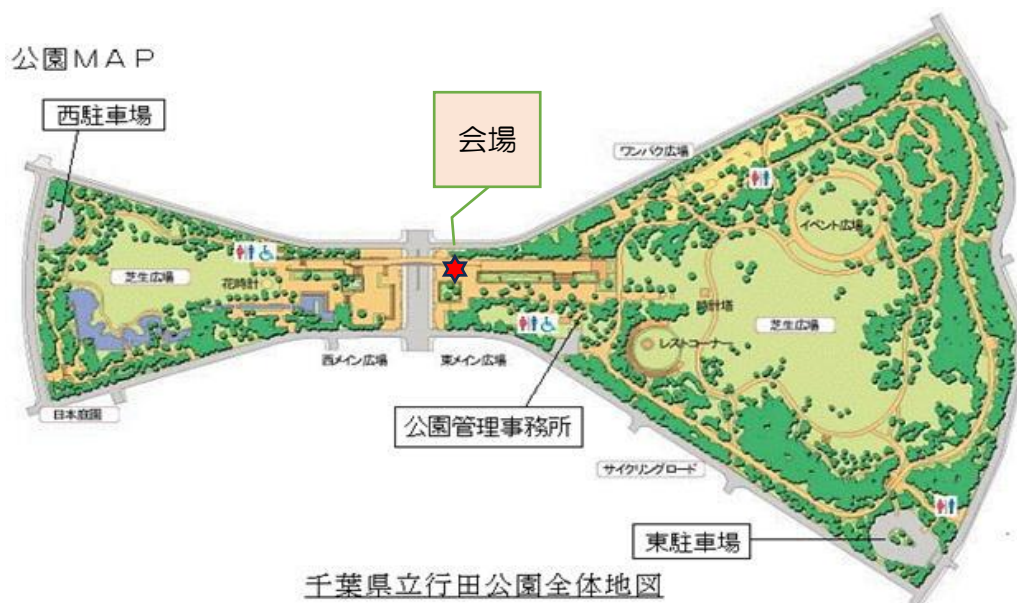 公園ＭＡＰ
西駐車場
会場
ワンパク広場
イベント広場
芝生広場
花時計
時計塔
芝生広場
レストコーナー
西メイン広場
東メイン広場
日本庭園
公園管理事務所
サイクリングロード
東駐車場
千葉県立行田公園全体地図